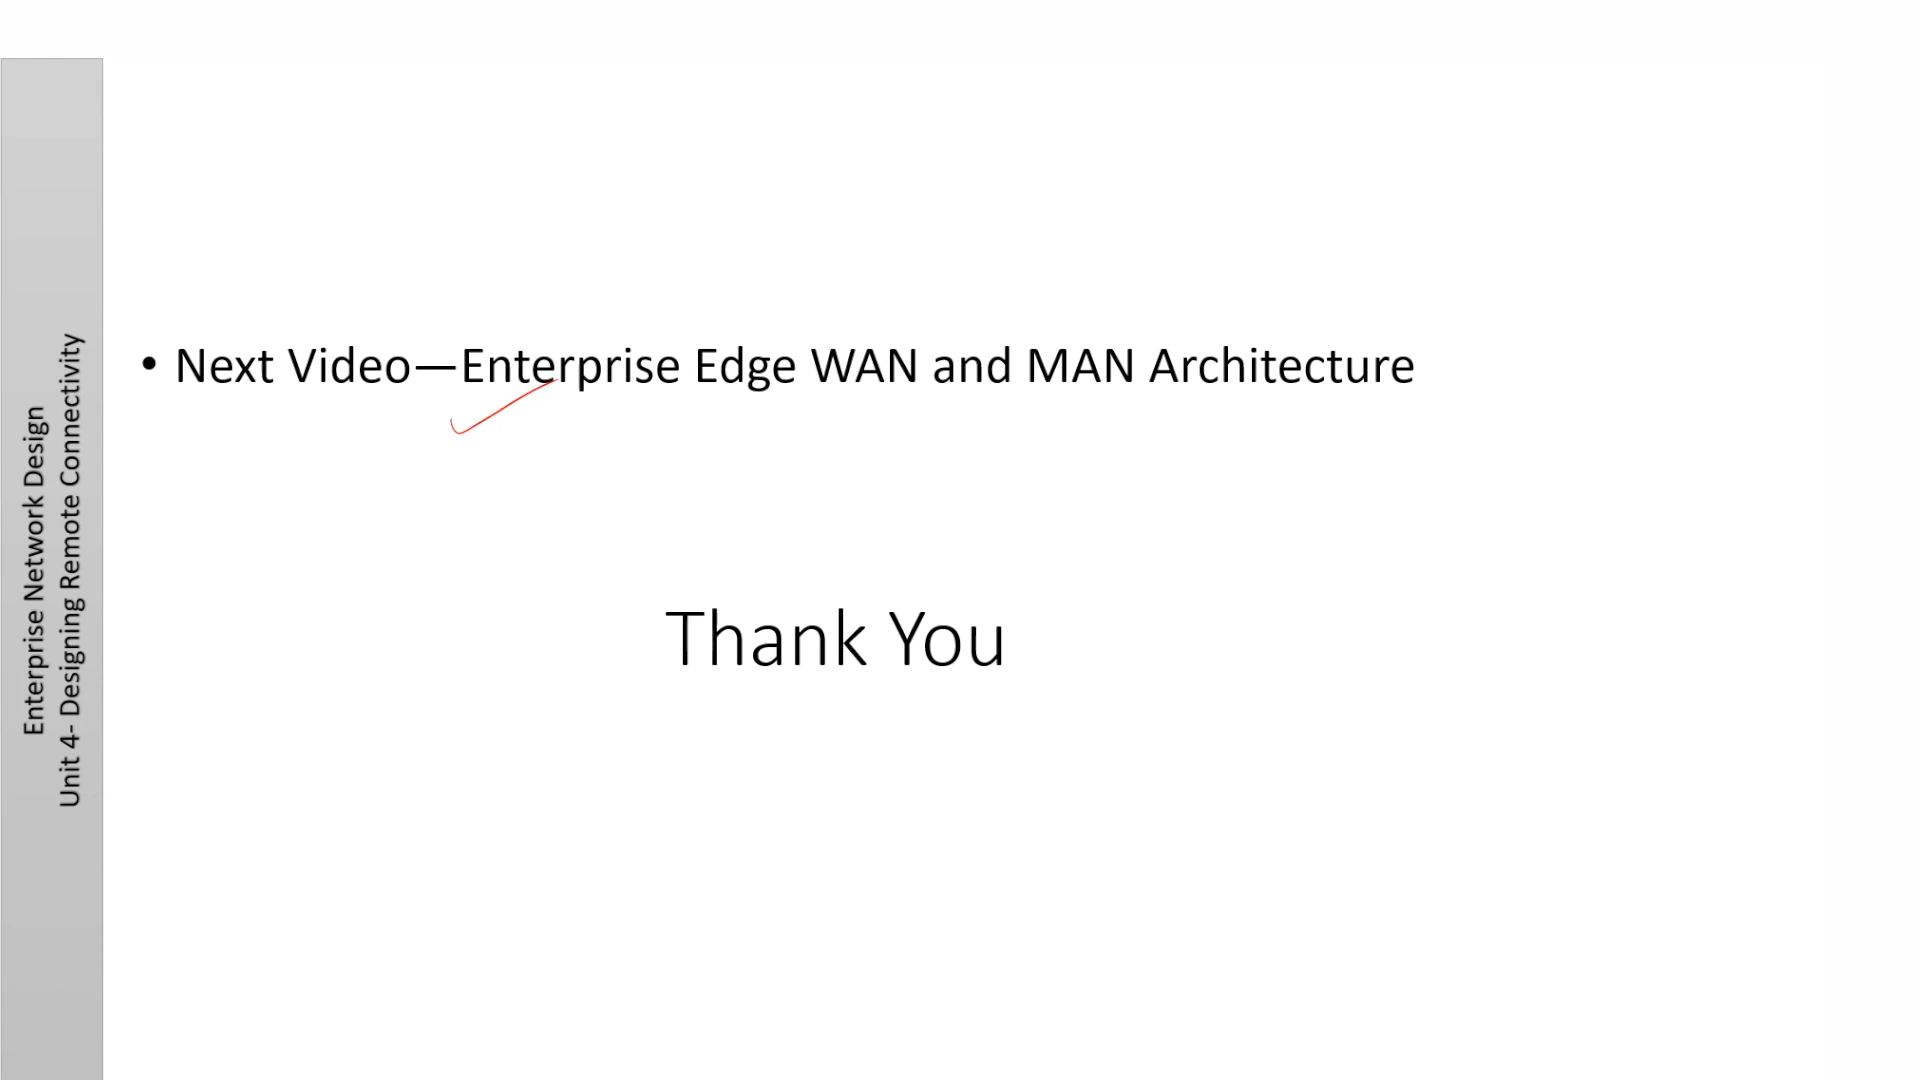 Enterprise Network Design
Unit 4- Designing Remote Connectivity
• Next Video—Enterprise Edge WAN and MAN Architecture
Thank You